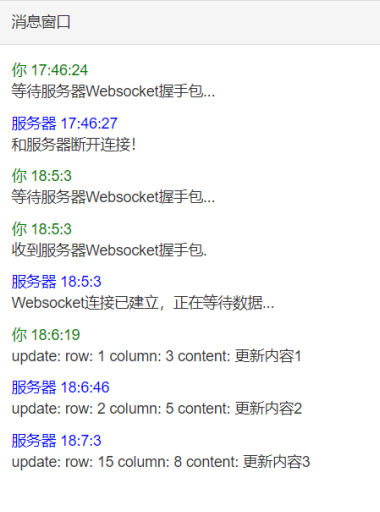 消息窗口
你 17:46:24
等待服务器Websocket握手包...
服务器 17:46:27
和服务器断开连接！
你 18:5:3
等待服务器Websocket握手包...
你 18:5:3
收到服务器Websocket握手包.
服务器 18:5:3
Websocket连接已建立，正在等待数据...
你 18:6:19
update: row: 1 column: 3 content: 更新内容1
服务器 18:6:46
update: row: 2 column: 5 content: 更新内容2
服务器 18:7:3
update: row: 15 column: 8 content: 更新内容3